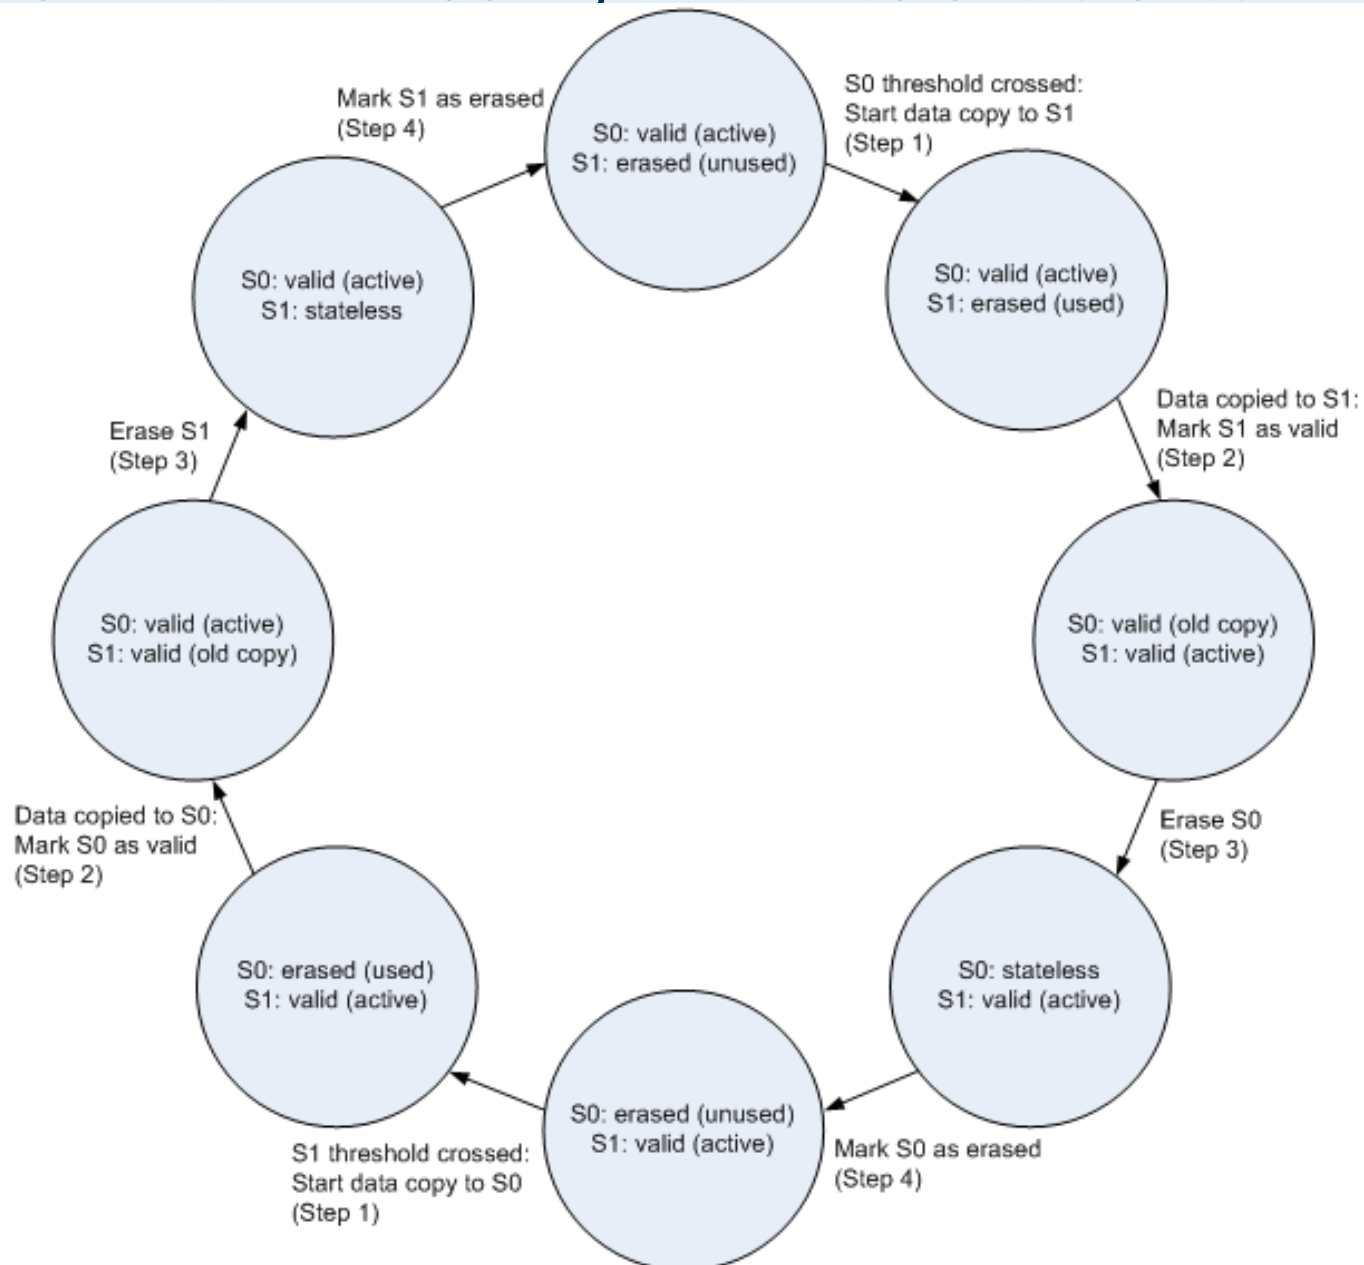 Mark S1 as erased
(Step 4)
S0: valid (active)
S1: erased (unused)
S0 threshold crossed:
Start data copy to S1
(Step 1)
S0: valid (active)
S1: erased (used)
Data copied to S1:
Mark S1 as valid
(Step 2)
S0: valid (old copy)
S1: valid (active)
Erase S0
(Step 3)
S0: stateless
S1: valid (active)
Mark S0 as erased
(Step 4)
S0: erased (unused)
S1: valid (active)
S1 threshold crossed:
Start data copy to S0
(Step 1)
S0: erased (used)
S1: valid (active)
Data copied to S0:
Mark S0 as valid
(Step 2)
S0: valid (active)
S1: valid (old copy)
Erase S1
(Step 3)
S0: valid (active)
S1: stateless